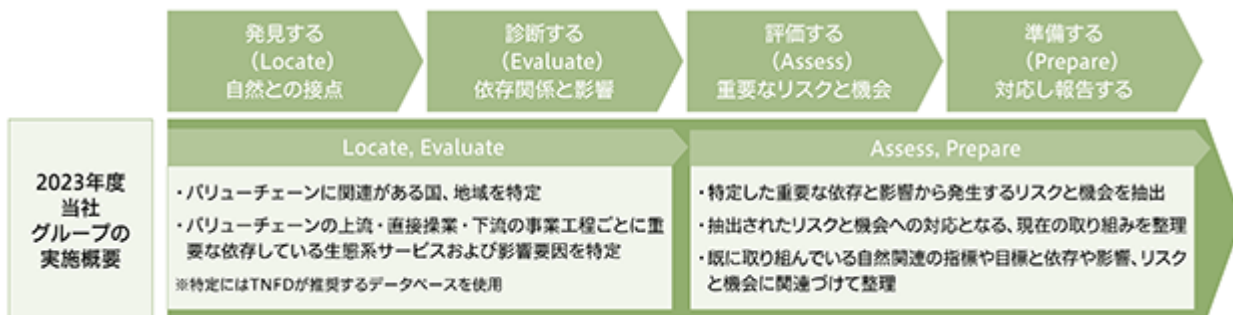 発見する
（Locate）
自然との接点
診断する
（Evaluate）
依存関係と影響
評価する
（Assess）
重要なリスクと機会
準備する
（Prepare）
対応し報告する
2023年度
当社
グループの
実施概要
Locate, Evaluate
・バリューチェーンに関連がある国、地域を特定
・バリューチェーンの上流・直接操業・下流の事業工程ごとに重
要な依存している生態系サービスおよび影響要因を特定
※特定にはTNFDが推奨するデータベースを使用
Assess, Prepare
・特定した重要な依存と影響から発生するリスクと機会を抽出
・抽出されたリスクと機会への対応となる、現在の取り組みを整理
・既に取り組んでいる自然関連の指標や目標と依存や影響、リスク
と機会に関連づけて整理